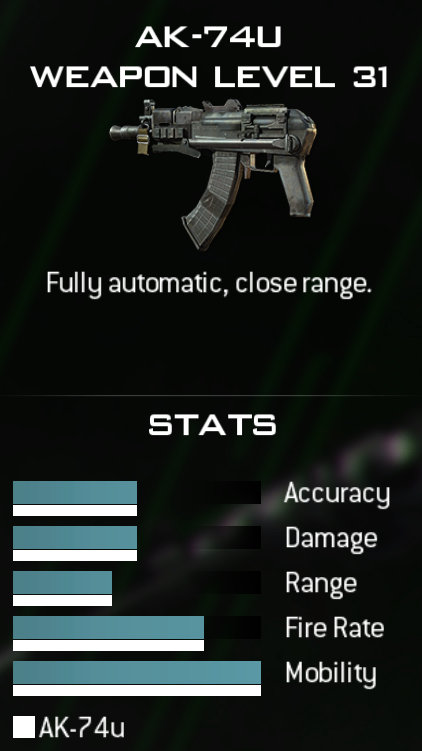 AK-74U
WEAPON LEVEL 31
Fully automatic, close range.
STATS
Accuracy
Damage
Range
Fire Rate
Mobility
AK-74u